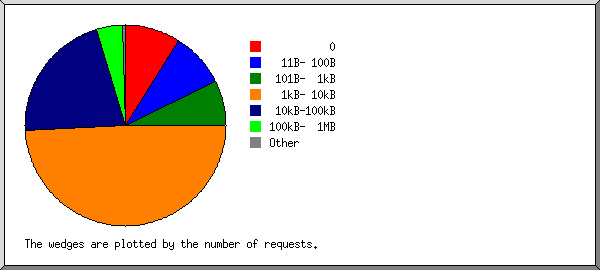 0
11B- 100B
101B- 1kB
1kB- 10kB
10kB-100kB
100kB- 1MB
Other
The wedges are plotted by the number of requests.